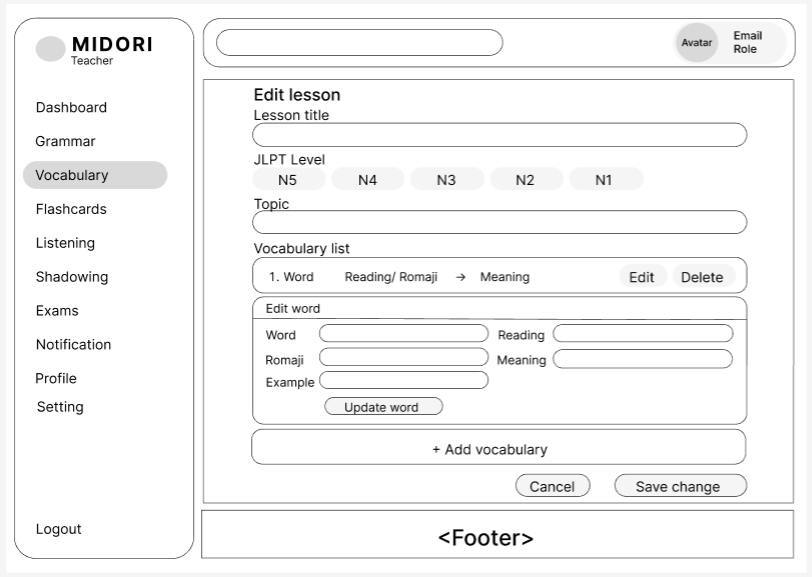 MIDORI
Teacher
Dashboard
Grammar
Vocabulary
Flashcards
Listening
Shadowing
Exams
Notification
Profile
Setting
Logout
Avatar
Email
Role
Edit lesson
Lesson title
JLPT Level
N5 N4 N3 N2 N1
Topic
Vocabulary list
1. Word Reading/ Romaji → Meaning Edit Delete
Edit word
Word Reading
Romaji Meaning
Example
Update word
+ Add vocabulary
Cancel Save change
<Footer>